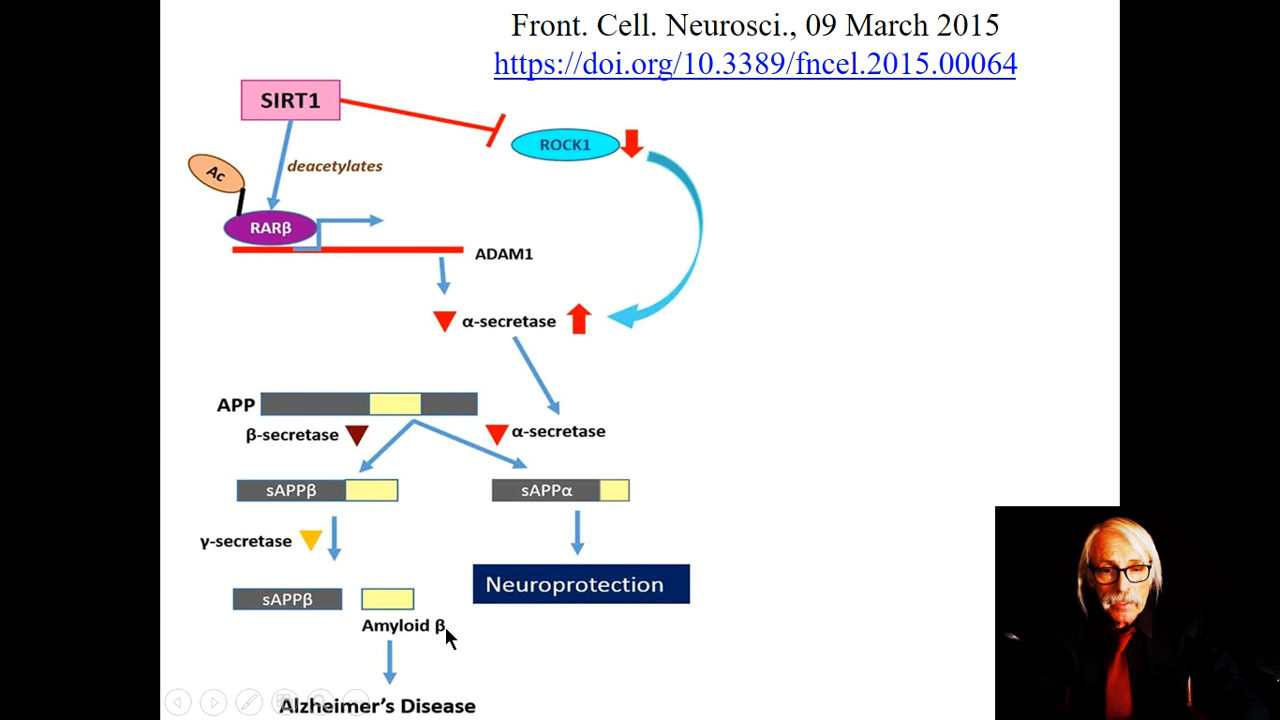 Front. Cell. Neurosci., 09 March 2015
https://doi.org/10.3389/fncel.2015.00064
SIRT1
ROCK1
deacetylates
Ac
RARβ
ADAM1
α-secretase
APP
β-secretase
α-secretase
sAPPβ
sAPPα
γ-secretase
Neuroprotection
sAPPβ
Amyloid β
Alzheimer's Disease